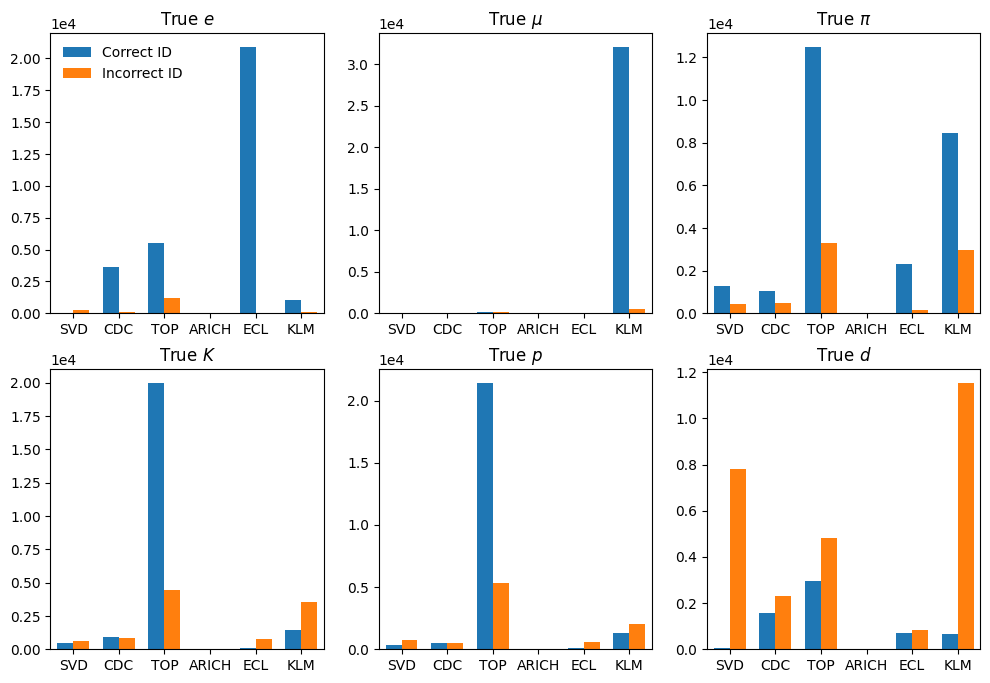 True e
1e4
2.00
1.75
1.50
1.25
1.00
0.75
0.50
0.25
0.00
Correct ID
Incorrect ID
SVD CDC TOP ARICH ECL KLM
True μ
1e4
3.0
2.5
2.0
1.5
1.0
0.5
0.0
SVD CDC TOP ARICH ECL KLM
True π
1e4
1.2
1.0
0.8
0.6
0.4
0.2
0.0
SVD CDC TOP ARICH ECL KLM
True K
1e4
2.00
1.75
1.50
1.25
1.00
0.75
0.50
0.25
0.00
SVD CDC TOP ARICH ECL KLM
True p
1e4
2.0
1.5
1.0
0.5
0.0
SVD CDC TOP ARICH ECL KLM
True d
1e4
1.2
1.0
0.8
0.6
0.4
0.2
0.0
SVD CDC TOP ARICH ECL KLM